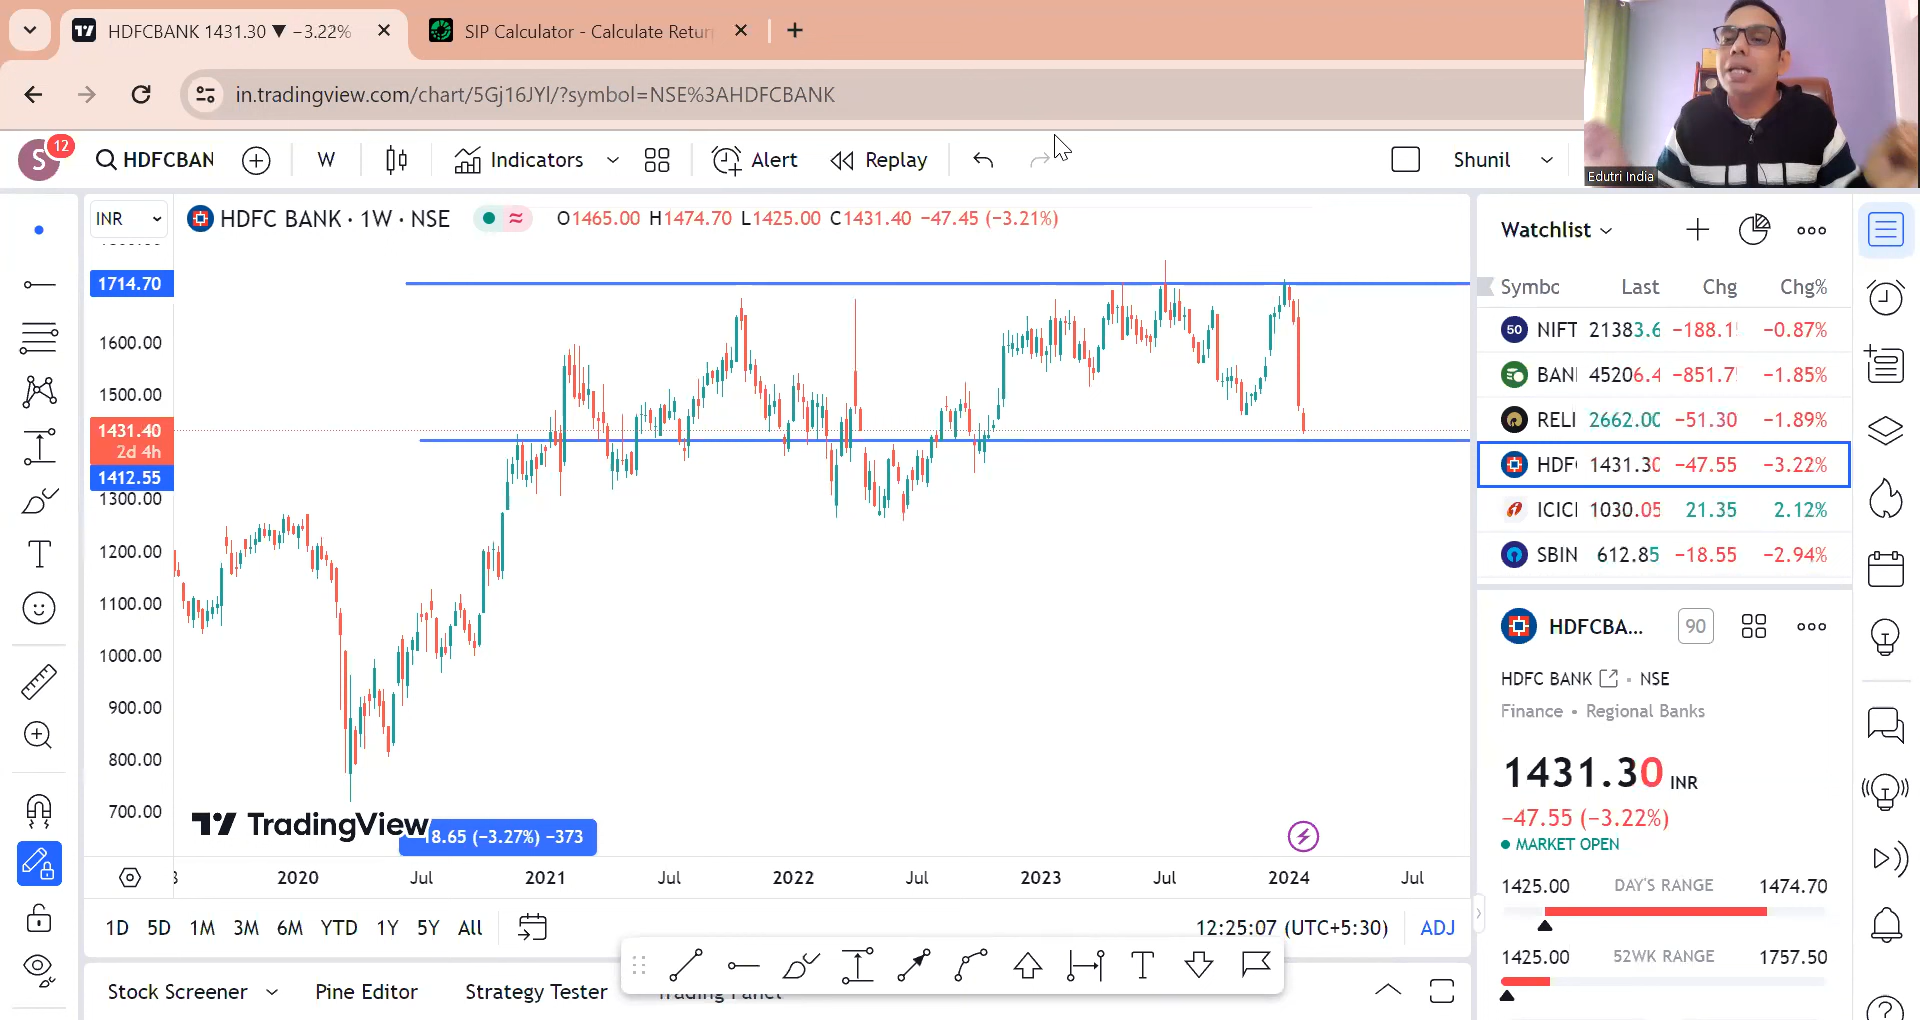 HDFCBANK 1431.30 ▼ −3.22%
SIP Calculator - Calculate Retur
in.tradingview.com/chart/5Gj16JYl/?symbol=NSE%3AHDFCBANK
Edutri India
S 12 HDFCBAN W Indicators Alert Replay Shunil
INR HDFC BANK · 1W · NSE O1465.00 H1474.70 L1425.00 C1431.40 −47.45 (−3.21%)
Watchlist
Symbc Last Chg Chg%
50 NIFT 21383.6 −188.1 −0.87%
BAN 45206.4 −851.7 −1.85%
RELI 2662.00 −51.30 −1.89%
HDF 1431.30 −47.55 −3.22%
ICICI 1030.05 21.35 2.12%
SBIN 612.85 −18.55 −2.94%
1714.70
1600.00
1500.00
1431.40
2d 4h
1412.55
1300.00
1200.00
1100.00
1000.00
900.00
800.00
700.00
TradingView
8.65 (−3.27%) −373
2020 Jul 2021 Jul 2022 Jul 2023 Jul 2024 Jul
HDFCBA... 90
HDFC BANK · NSE
Finance • Regional Banks
1431.30 INR
−47.55 (−3.22%)
MARKET OPEN
1425.00 DAY'S RANGE 1474.70
1425.00 52WK RANGE 1757.50
1D 5D 1M 3M 6M YTD 1Y 5Y All 12:25:07 (UTC+5:30) ADJ
Stock Screener Pine Editor Strategy Tester Trading Panel